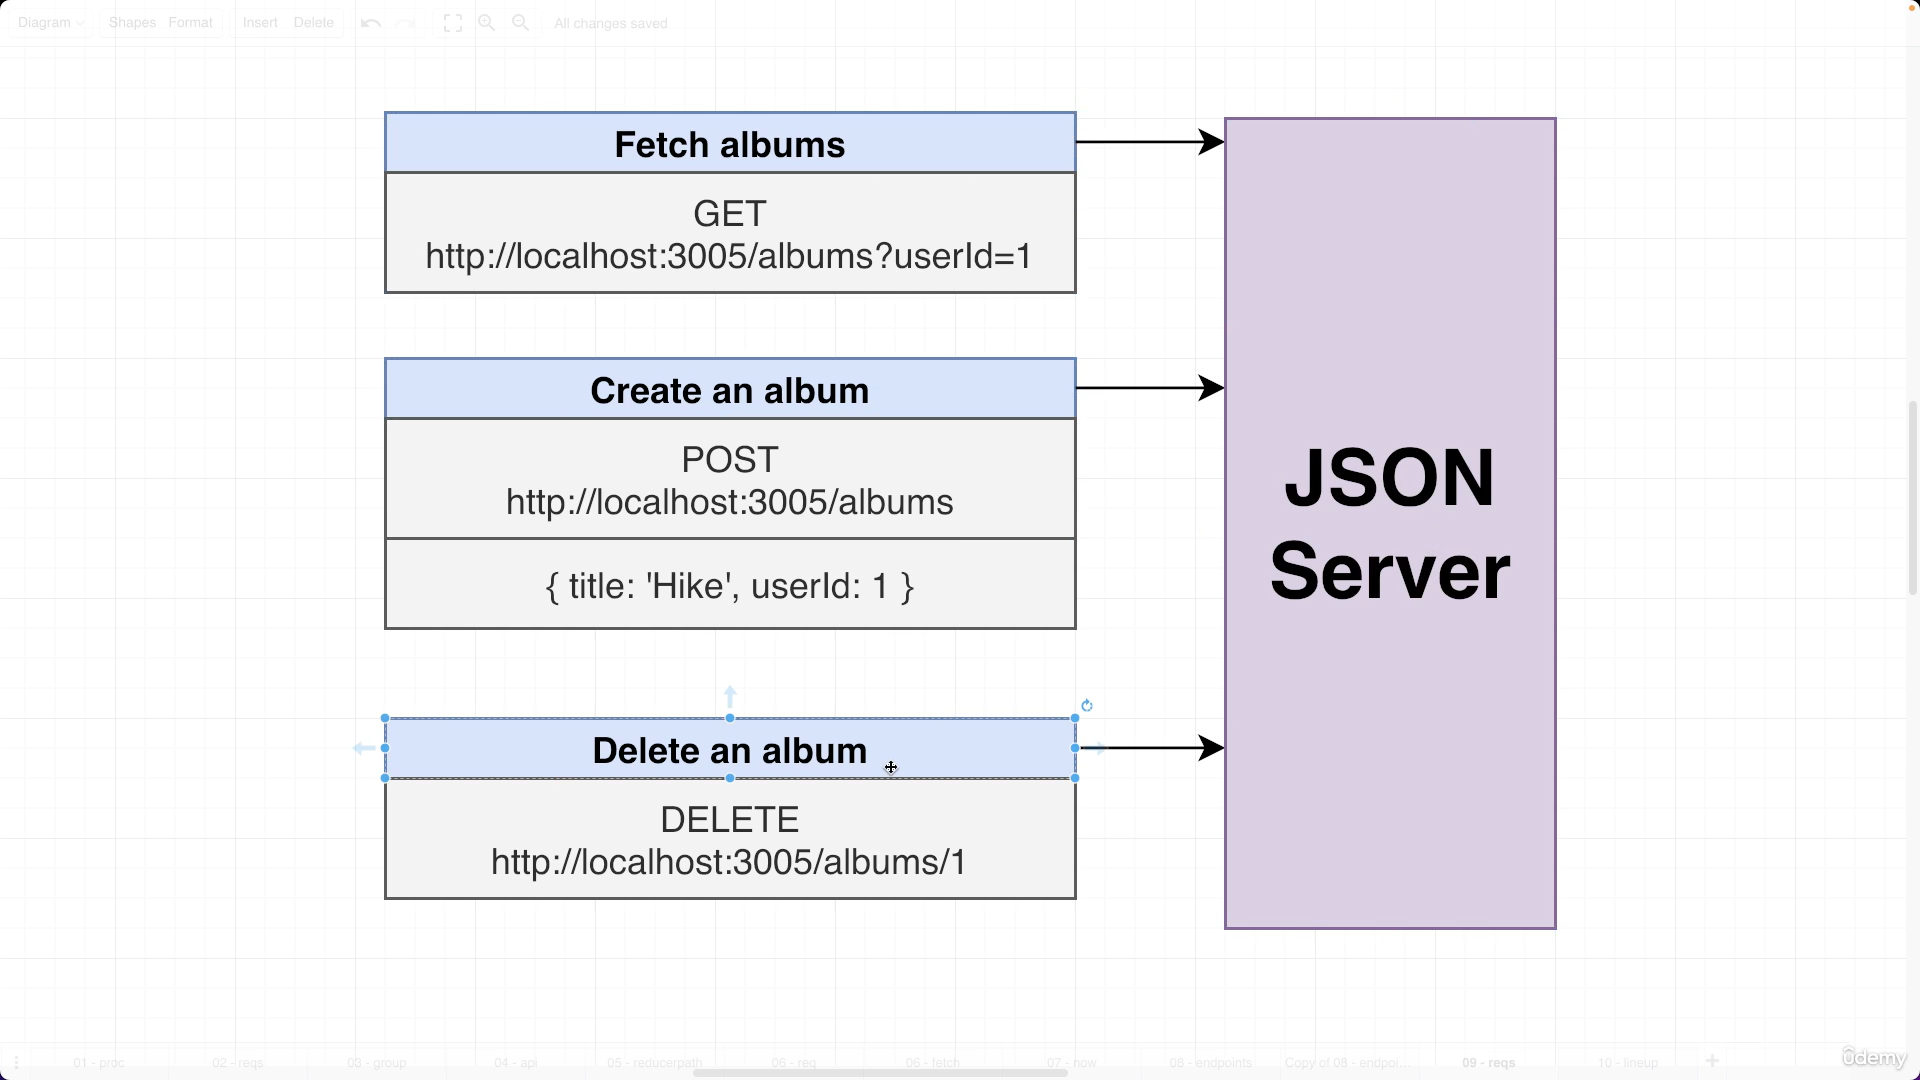 Diagram
Shapes
Format
Insert
Delete
All changes saved
Fetch albums
GET
http://localhost:3005/albums?userId=1
Create an album
POST
http://localhost:3005/albums
{ title: 'Hike', userId: 1 }
Delete an album
DELETE
http://localhost:3005/albums/1
JSON
Server
01 - proc
02 - reqs
03 - group
04 - api
05 - reducerpath
06 - req
06 - fetch
07 - now
08 - endpoints
Copy of 08 - endpoi...
09 - reqs
10 - lineup
ûdemy